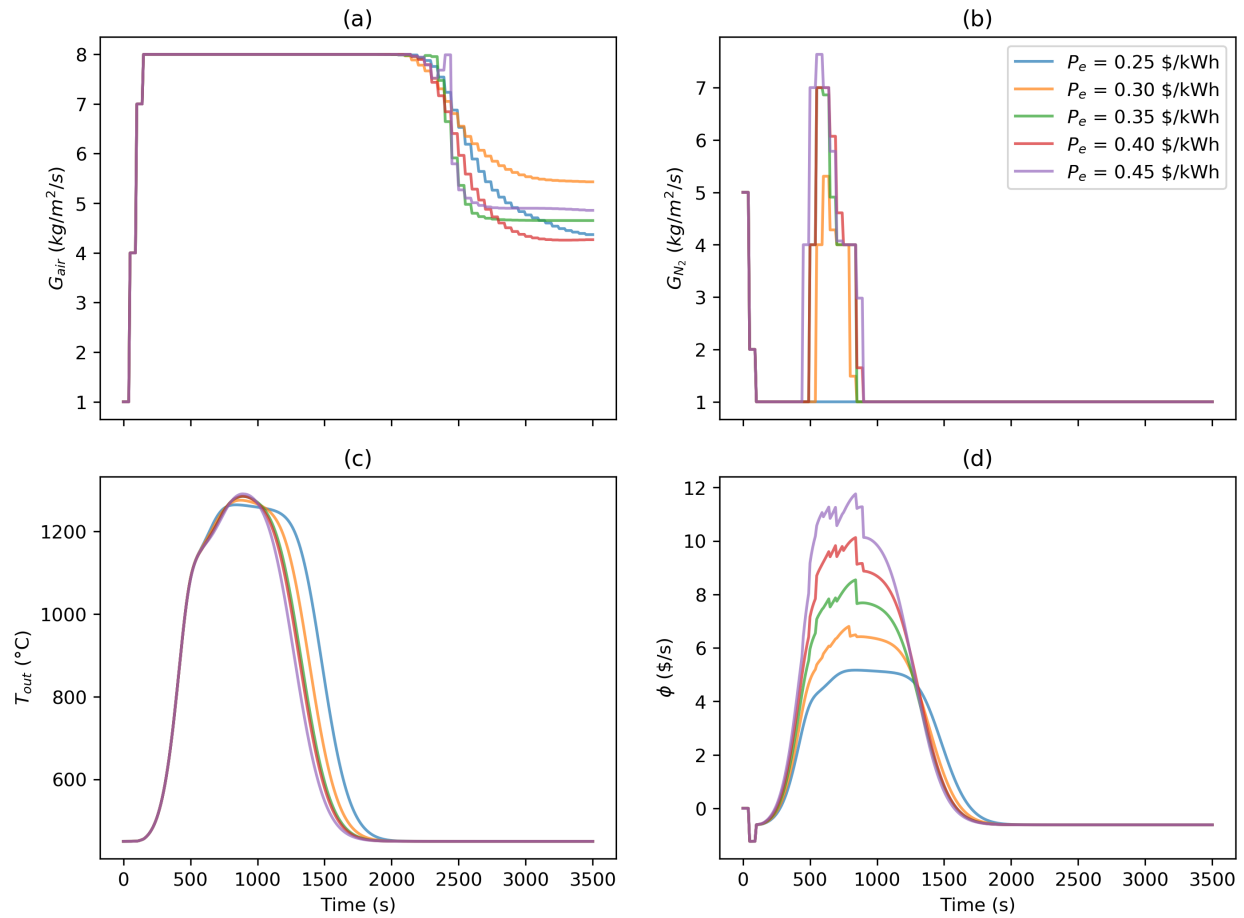 (a)
G_air (kg/m²/s)
8
7
6
5
4
3
2
1
(b)
G_N₂ (kg/m²/s)
7
6
5
4
3
2
1
P_e = 0.25 $/kWh
P_e = 0.30 $/kWh
P_e = 0.35 $/kWh
P_e = 0.40 $/kWh
P_e = 0.45 $/kWh
(c)
T_out (°C)
1200
1000
800
600
0 500 1000 1500 2000 2500 3000 3500
Time (s)
(d)
ϕ ($/s)
12
10
8
6
4
2
0
0 500 1000 1500 2000 2500 3000 3500
Time (s)